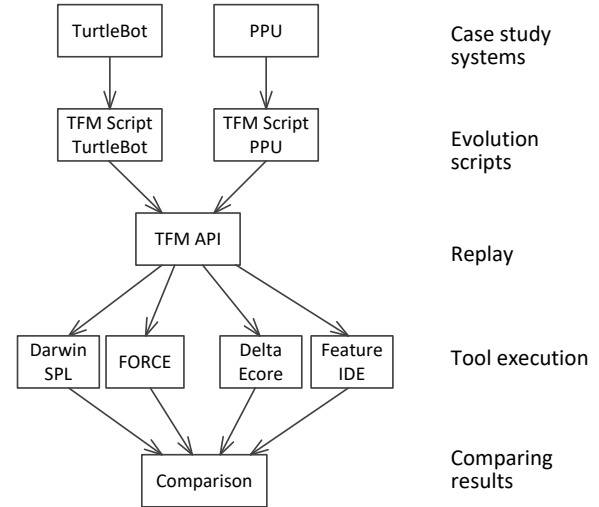 TurtleBot
PPU
Case study
systems
TFM Script
TurtleBot
TFM Script
PPU
Evolution
scripts
TFM API
Replay
Darwin
SPL
FORCE
Delta
Ecore
Feature
IDE
Tool execution
Comparison
Comparing
results